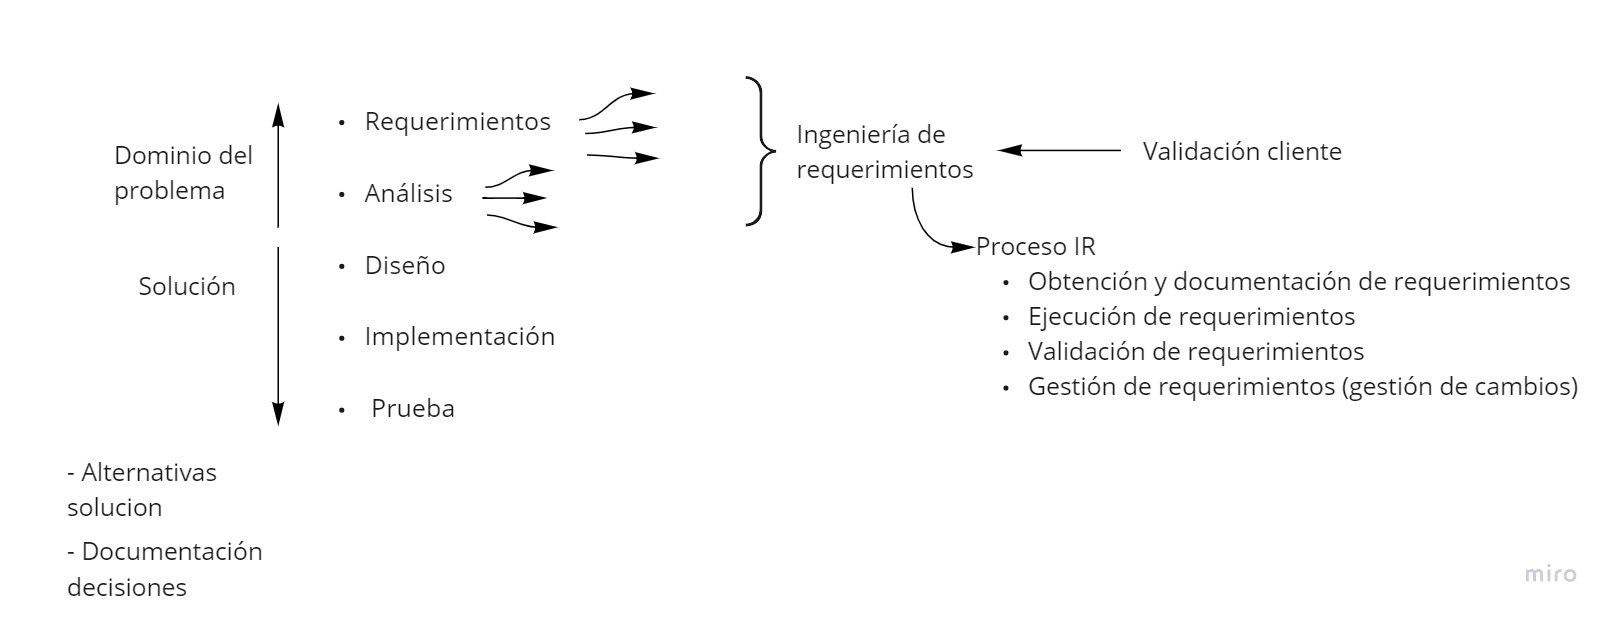 Dominio del
problema
Solución
- Alternativas
solucion
- Documentación
decisiones
• Requerimientos
• Análisis
• Diseño
• Implementación
• Prueba
Ingeniería de
requerimientos
Validación cliente
Proceso IR
• Obtención y documentación de requerimientos
• Ejecución de requerimientos
• Validación de requerimientos
• Gestión de requerimientos (gestión de cambios)
miro